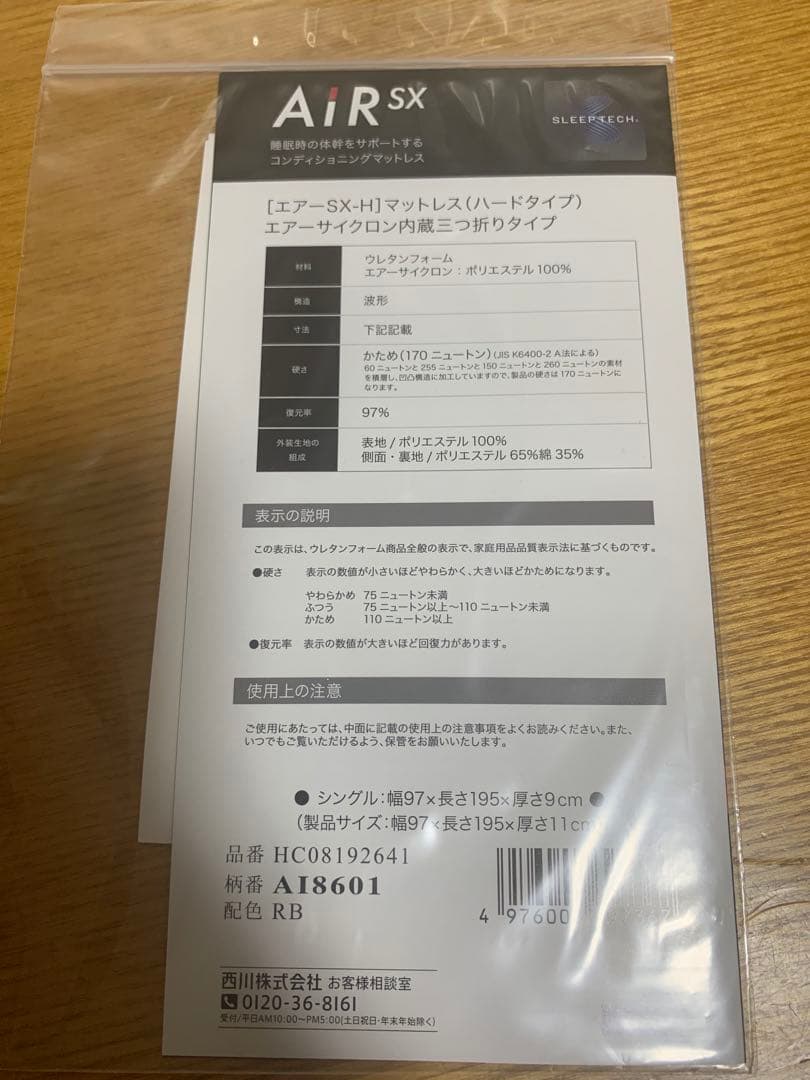 AiR SX
SLEEPTECH®
睡眠時の体幹をサポートする
コンディショニングマットレス
[エアーSX-H]マットレス(ハードタイプ)
エアーサイクロン内蔵三つ折りタイプ
材料 ウレタンフォーム
エアーサイクロン:ポリエステル100%
構造 波形
寸法 下記記載
硬さ かため(170ニュートン)(JIS K6400-2 A法による)
60ニュートンと255ニュートンと150ニュートンと260ニュートンの素材
を積層し、凹凸構造に加工していますので、製品の硬さは170ニュートンに
なります。
復元率 97%
外装生地の
組成
表地/ポリエステル100%
側面・裏地/ポリエステル65%綿35%
表示の説明
この表示は、ウレタンフォーム商品全般の表示で、家庭用品品質表示法に基づくものです。
●硬さ 表示の数値が小さいほどやわらかく、大きいほどかためになります。
やわらかめ 75ニュートン未満
ふつう 75ニュートン以上~110ニュートン未満
かため 110ニュートン以上
●復元率 表示の数値が大きいほど回復力があります。
使用上の注意
ご使用にあたっては、中面に記載の使用上の注意事項をよくお読みください。また、
いつでもご覧いただけるよう、保管をお願いいたします。
● シングル:幅97×長さ195×厚さ9cm ●
(製品サイズ:幅97×長さ195×厚さ11cm
品番 HC08192641
柄番 AI8601
配色 RB
4 97600
西川株式会社 お客様相談室
0120-36-8161
受付/平日AM10:00~PM5:00(土日祝日・年末年始除く)